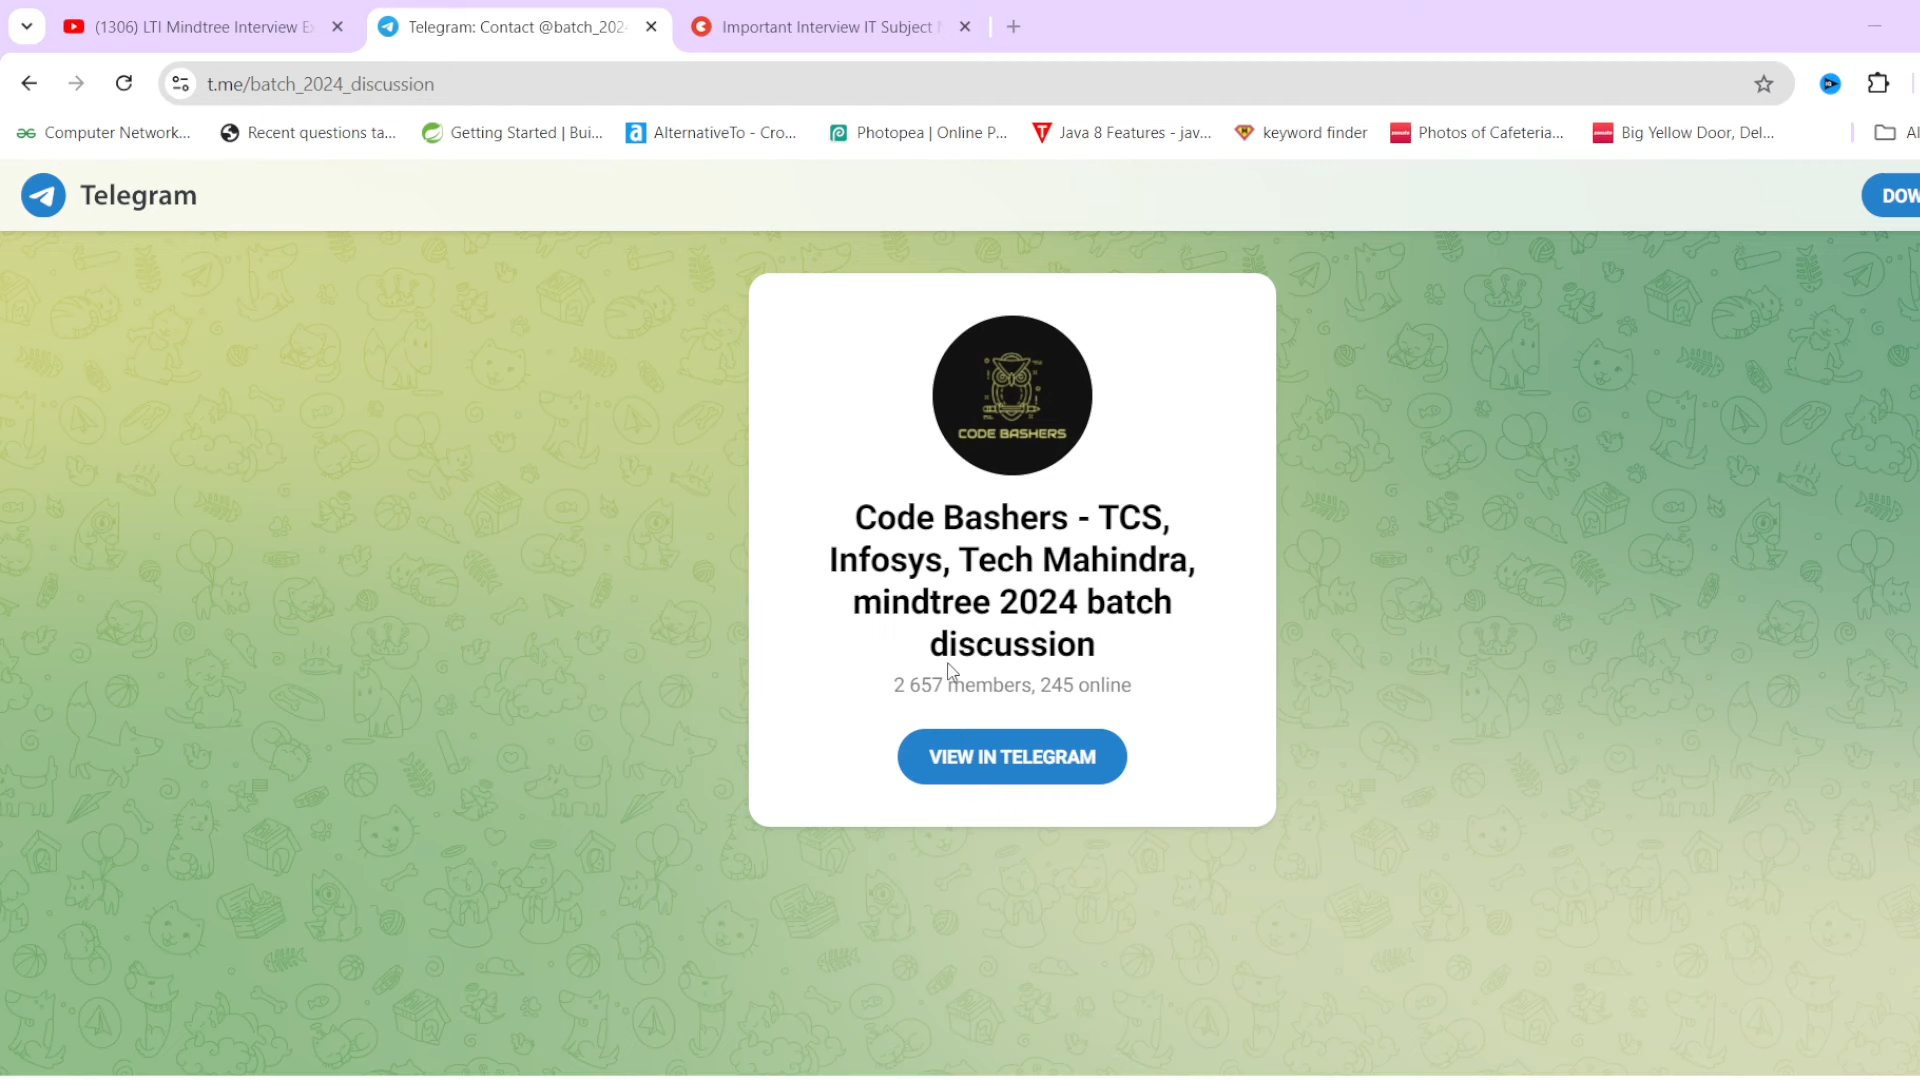 (1306) LTI Mindtree Interview Ex
Telegram: Contact @batch_202
Important Interview IT Subject
t.me/batch_2024_discussion
Computer Network...
Recent questions ta...
Getting Started | Bui...
AlternativeTo - Cro...
Photopea | Online P...
Java 8 Features - jav...
keyword finder
Photos of Cafeteria...
Big Yellow Door, Del...
Al
Telegram
DOW
CODE BASHERS
Code Bashers - TCS,
Infosys, Tech Mahindra,
mindtree 2024 batch
discussion
2 657 members, 245 online
VIEW IN TELEGRAM